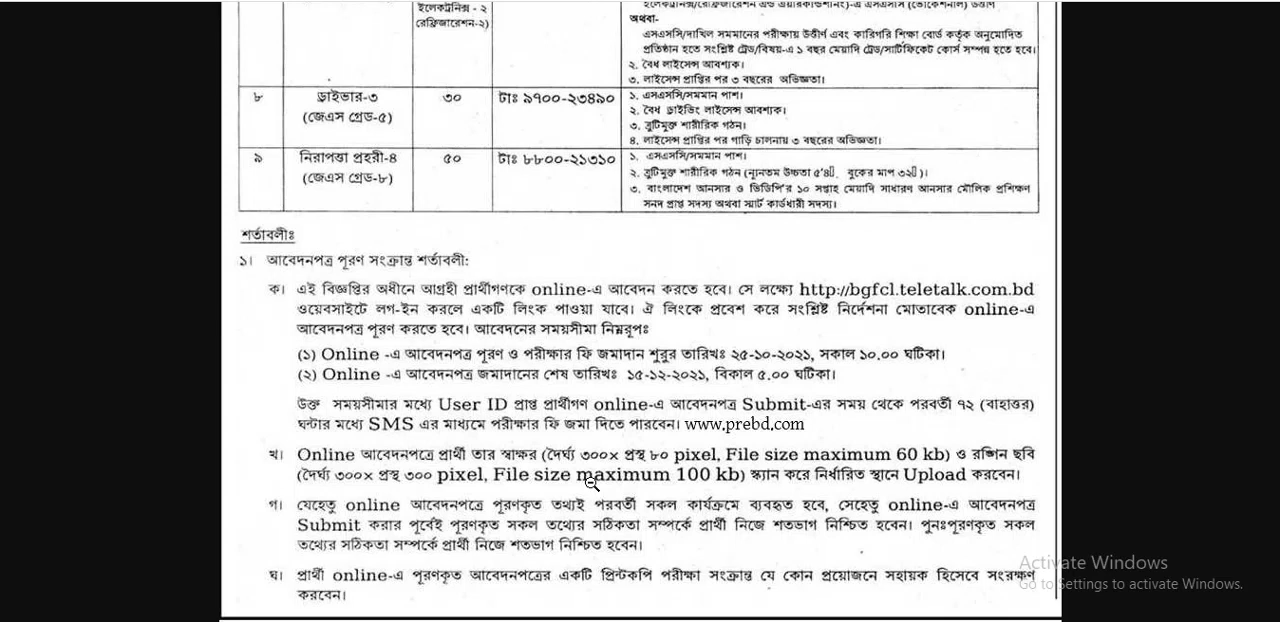 ইলেকট্রনিক্স - ২
রেফ্রিজারেশন-২)
অথবা-
এসএসসি/দাখিল সমমানের পরীক্ষায় উত্তীর্ণ এবং কারিগরি শিক্ষা বোর্ড কর্তৃক অনুমোদিত
প্রতিষ্ঠান হতে সংশ্লিষ্ট ট্রেড/বিষয়-এ ১ বছর মেয়াদি ট্রেড/সার্টিফিকেট কোর্স সম্পন্ন হতে হবে।
২. বৈধ লাইসেন্স আবশ্যক।
৩. লাইসেন্স প্রাপ্তির পর ৩ বছরের অভিজ্ঞতা।
৮ ড্রাইভার-৩ ৩০ টাঃ ৯৭০০-২৩৪৯০ ১. এসএসসি/সমমান পাশ।
(জেএস গ্রেড-৫) ২. বৈধ ড্রাইভিং লাইসেন্স আবশ্যক।
৩. ত্রুটিমুক্ত শারীরিক গঠন।
৪. লাইসেন্স প্রাপ্তির পর গাড়ি চালনায় ৩ বছরের অভিজ্ঞতা।
৯ নিরাপত্তা প্রহরী-৪ ৫০ টাঃ ৮৮০০-২১৩১০ ১. এসএসসি/সমমান পাশ।
(জেএস গ্রেড-৮) ২. ত্রুটিমুক্ত শারীরিক গঠন (ন্যূনতম উচ্চতা ৫'৪ বুকের মাপ ৩২)।
৩. বাংলাদেশ আনসার ও ভিডিপি'র ১০ সপ্তাহ মেয়াদি সাধারণ আনসার মৌলিক প্রশিক্ষণ
সনদ প্রাপ্ত সদস্য অথবা স্মার্ট কার্ডধারী সদস্য।
শর্তাবলীঃ
১। আবেদনপত্র পূরণ সংক্রান্ত শর্তাবলী:
ক। এই বিজ্ঞপ্তির অধীনে আগ্রহী প্রার্থীগণকে online-এ আবেদন করতে হবে। সে লক্ষ্যে http://bgfcl.teletalk.com.bd
ওয়েবসাইটে লগ-ইন করলে একটি লিংক পাওয়া যাবে। ঐ লিংকে প্রবেশ করে সংশ্লিষ্ট নির্দেশনা মোতাবেক online-এ
আবেদনপত্র পূরণ করতে হবে। আবেদনের সময়সীমা নিম্নরূপঃ
(১) Online -এ আবেদনপত্র পূরণ ও পরীক্ষার ফি জমাদান শুরুর তারিখঃ ২৫-১০-২০২১, সকাল ১০.০০ ঘটিকা।
(২) Online -এ আবেদনপত্র জমাদানের শেষ তারিখঃ ১৫-১২-২০২১, বিকাল ৫.০০ ঘটিকা।
উক্ত সময়সীমার মধ্যে User ID প্রাপ্ত প্রার্থীগণ online-এ আবেদনপত্র Submit-এর সময় থেকে পরবর্তী ৭২ (বাহাত্তর)
ঘন্টার মধ্যে SMS এর মাধ্যমে পরীক্ষার ফি জমা দিতে পারবেন। www.prebd.com
খ। Online আবেদনপত্রে প্রার্থী তার স্বাক্ষর (দৈর্ঘ্য ৩০০× প্রস্থ ৮০ pixel, File size maximum 60 kb) ও রঙ্গিন ছবি
(দৈর্ঘ্য ৩০০× প্রস্থ ৩০০ pixel, File size maximum 100 kb) স্ক্যান করে নির্ধারিত স্থানে Upload করবেন।
গ। যেহেতু online আবেদনপত্রে পূরণকৃত তথ্যই পরবর্তী সকল কার্যক্রমে ব্যবহৃত হবে, সেহেতু online-এ আবেদনপত্র
Submit করার পূর্বেই পূরণকৃত সকল তথ্যের সঠিকতা সম্পর্কে প্রার্থী নিজে শতভাগ নিশ্চিত হবেন। পুনঃপূরণকৃত সকল
তথ্যের সঠিকতা সম্পর্কে প্রার্থী নিজে শতভাগ নিশ্চিত হবেন।
ঘ। প্রার্থী online-এ পূরণকৃত আবেদনপত্রের একটি প্রিন্টকপি পরীক্ষা সংক্রান্ত যে কোন প্রয়োজনে সহায়ক হিসেবে সংরক্ষণ
করবেন।
Activate Windows
Go to Settings to activate Windows.